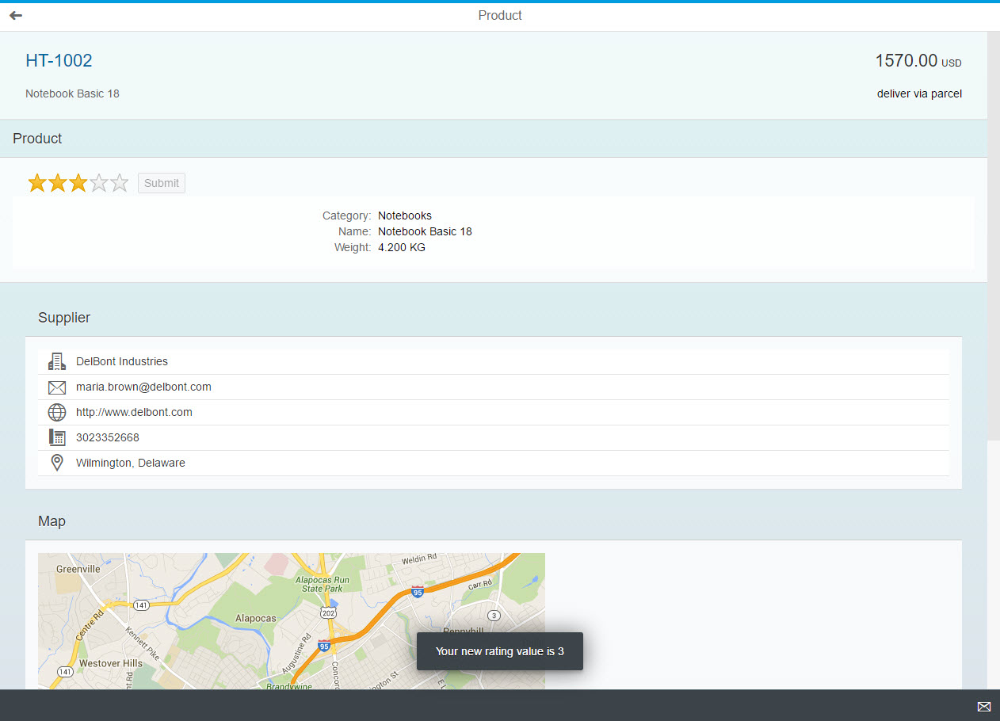 Product
HT-1002
1570.00 USD
Notebook Basic 18
deliver via parcel
Product
Submit
Category: Notebooks
Name: Notebook Basic 18
Weight: 4.200 KG
Supplier
DelBont Industries
maria.brown@delbont.com
http://www.delbont.com
3023352668
Wilmington, Delaware
Map
Weldin Rd
Greenville
Alapocas Run
State Park
Carr Rd
95
141
202
3
Alapocas
Centre Rd
Pennyhill
Kennett Pike
Augustine Rd
95
Your new rating value is 3
Westover Hills
141
Brandywine